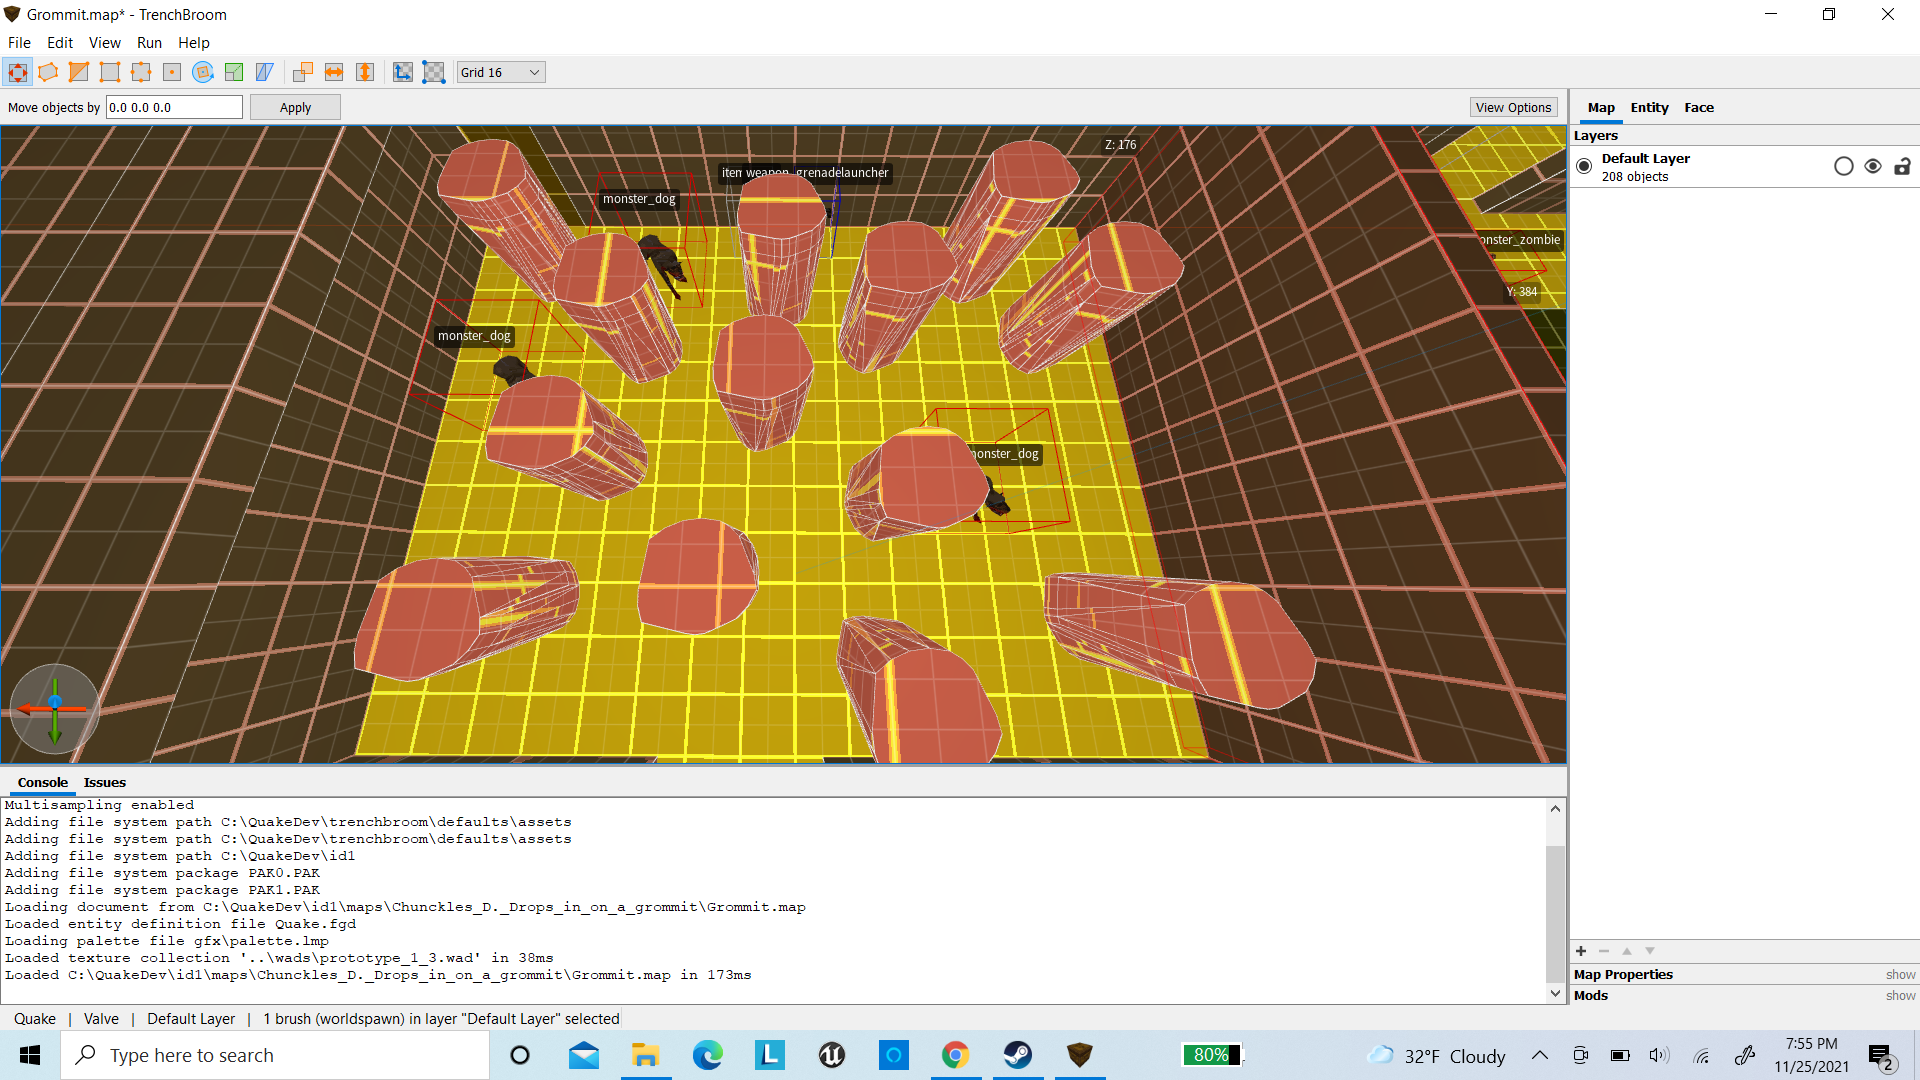 Grommit.map* - TrenchBroom
File Edit View Run Help
Grid 16
Move objects by 0.0 0.0 0.0 Apply View Options
Map Entity Face
Layers
Default Layer
208 objects
Z: 176
weapon_grenadelauncher
monster_dog
monster_dog
monster_dog
onster_zombie
Y: 384
Console Issues
Multisampling enabled
Adding file system path C:\QuakeDev\trenchbroom\defaults\assets
Adding file system path C:\QuakeDev\trenchbroom\defaults\assets
Adding file system path C:\QuakeDev\id1
Adding file system package PAK0.PAK
Adding file system package PAK1.PAK
Loading document from C:\QuakeDev\id1\maps\Chunckles_D._Drops_in_on_a_grommit\Grommit.map
Loaded entity definition file Quake.fgd
Loading palette file gfx\palette.lmp
Loaded texture collection '..\wads\prototype_1_3.wad' in 38ms
Loaded C:\QuakeDev\id1\maps\Chunckles_D._Drops_in_on_a_grommit\Grommit.map in 173ms
Map Properties show
Mods show
Quake | Valve | Default Layer | 1 brush (worldspawn) in layer "Default Layer" selected
Type here to search
L
80%
32°F Cloudy
7:55 PM
11/25/2021
2